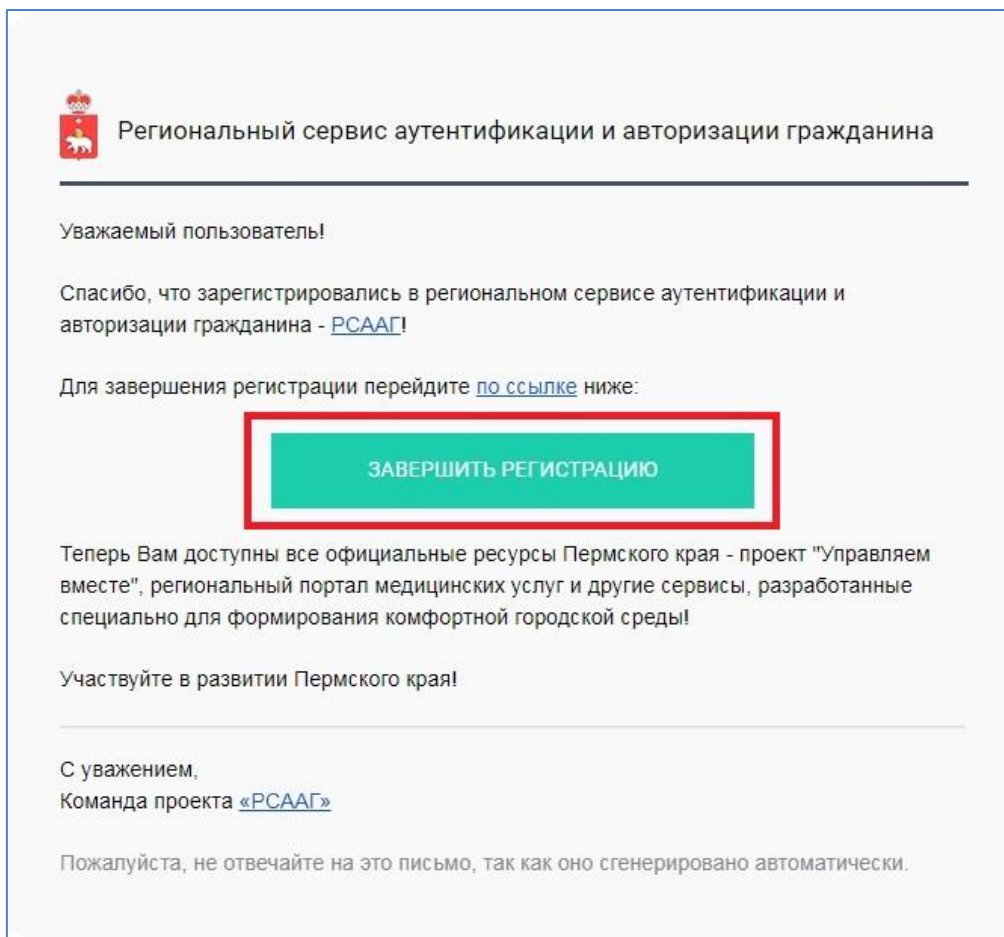 Региональный сервис аутентификации и авторизации гражданина
Уважаемый пользователь!
Спасибо, что зарегистрировались в региональном сервисе аутентификации и
авторизации гражданина - РСААГ!
Для завершения регистрации перейдите по ссылке ниже:
ЗАВЕРШИТЬ РЕГИСТРАЦИЮ
Теперь Вам доступны все официальные ресурсы Пермского края - проект "Управляем
вместе", региональный портал медицинских услуг и другие сервисы, разработанные
специально для формирования комфортной городской среды!
Участвуйте в развитии Пермского края!
С уважением,
Команда проекта «РСААГ»
Пожалуйста, не отвечайте на это письмо, так как оно сгенерировано автоматически.